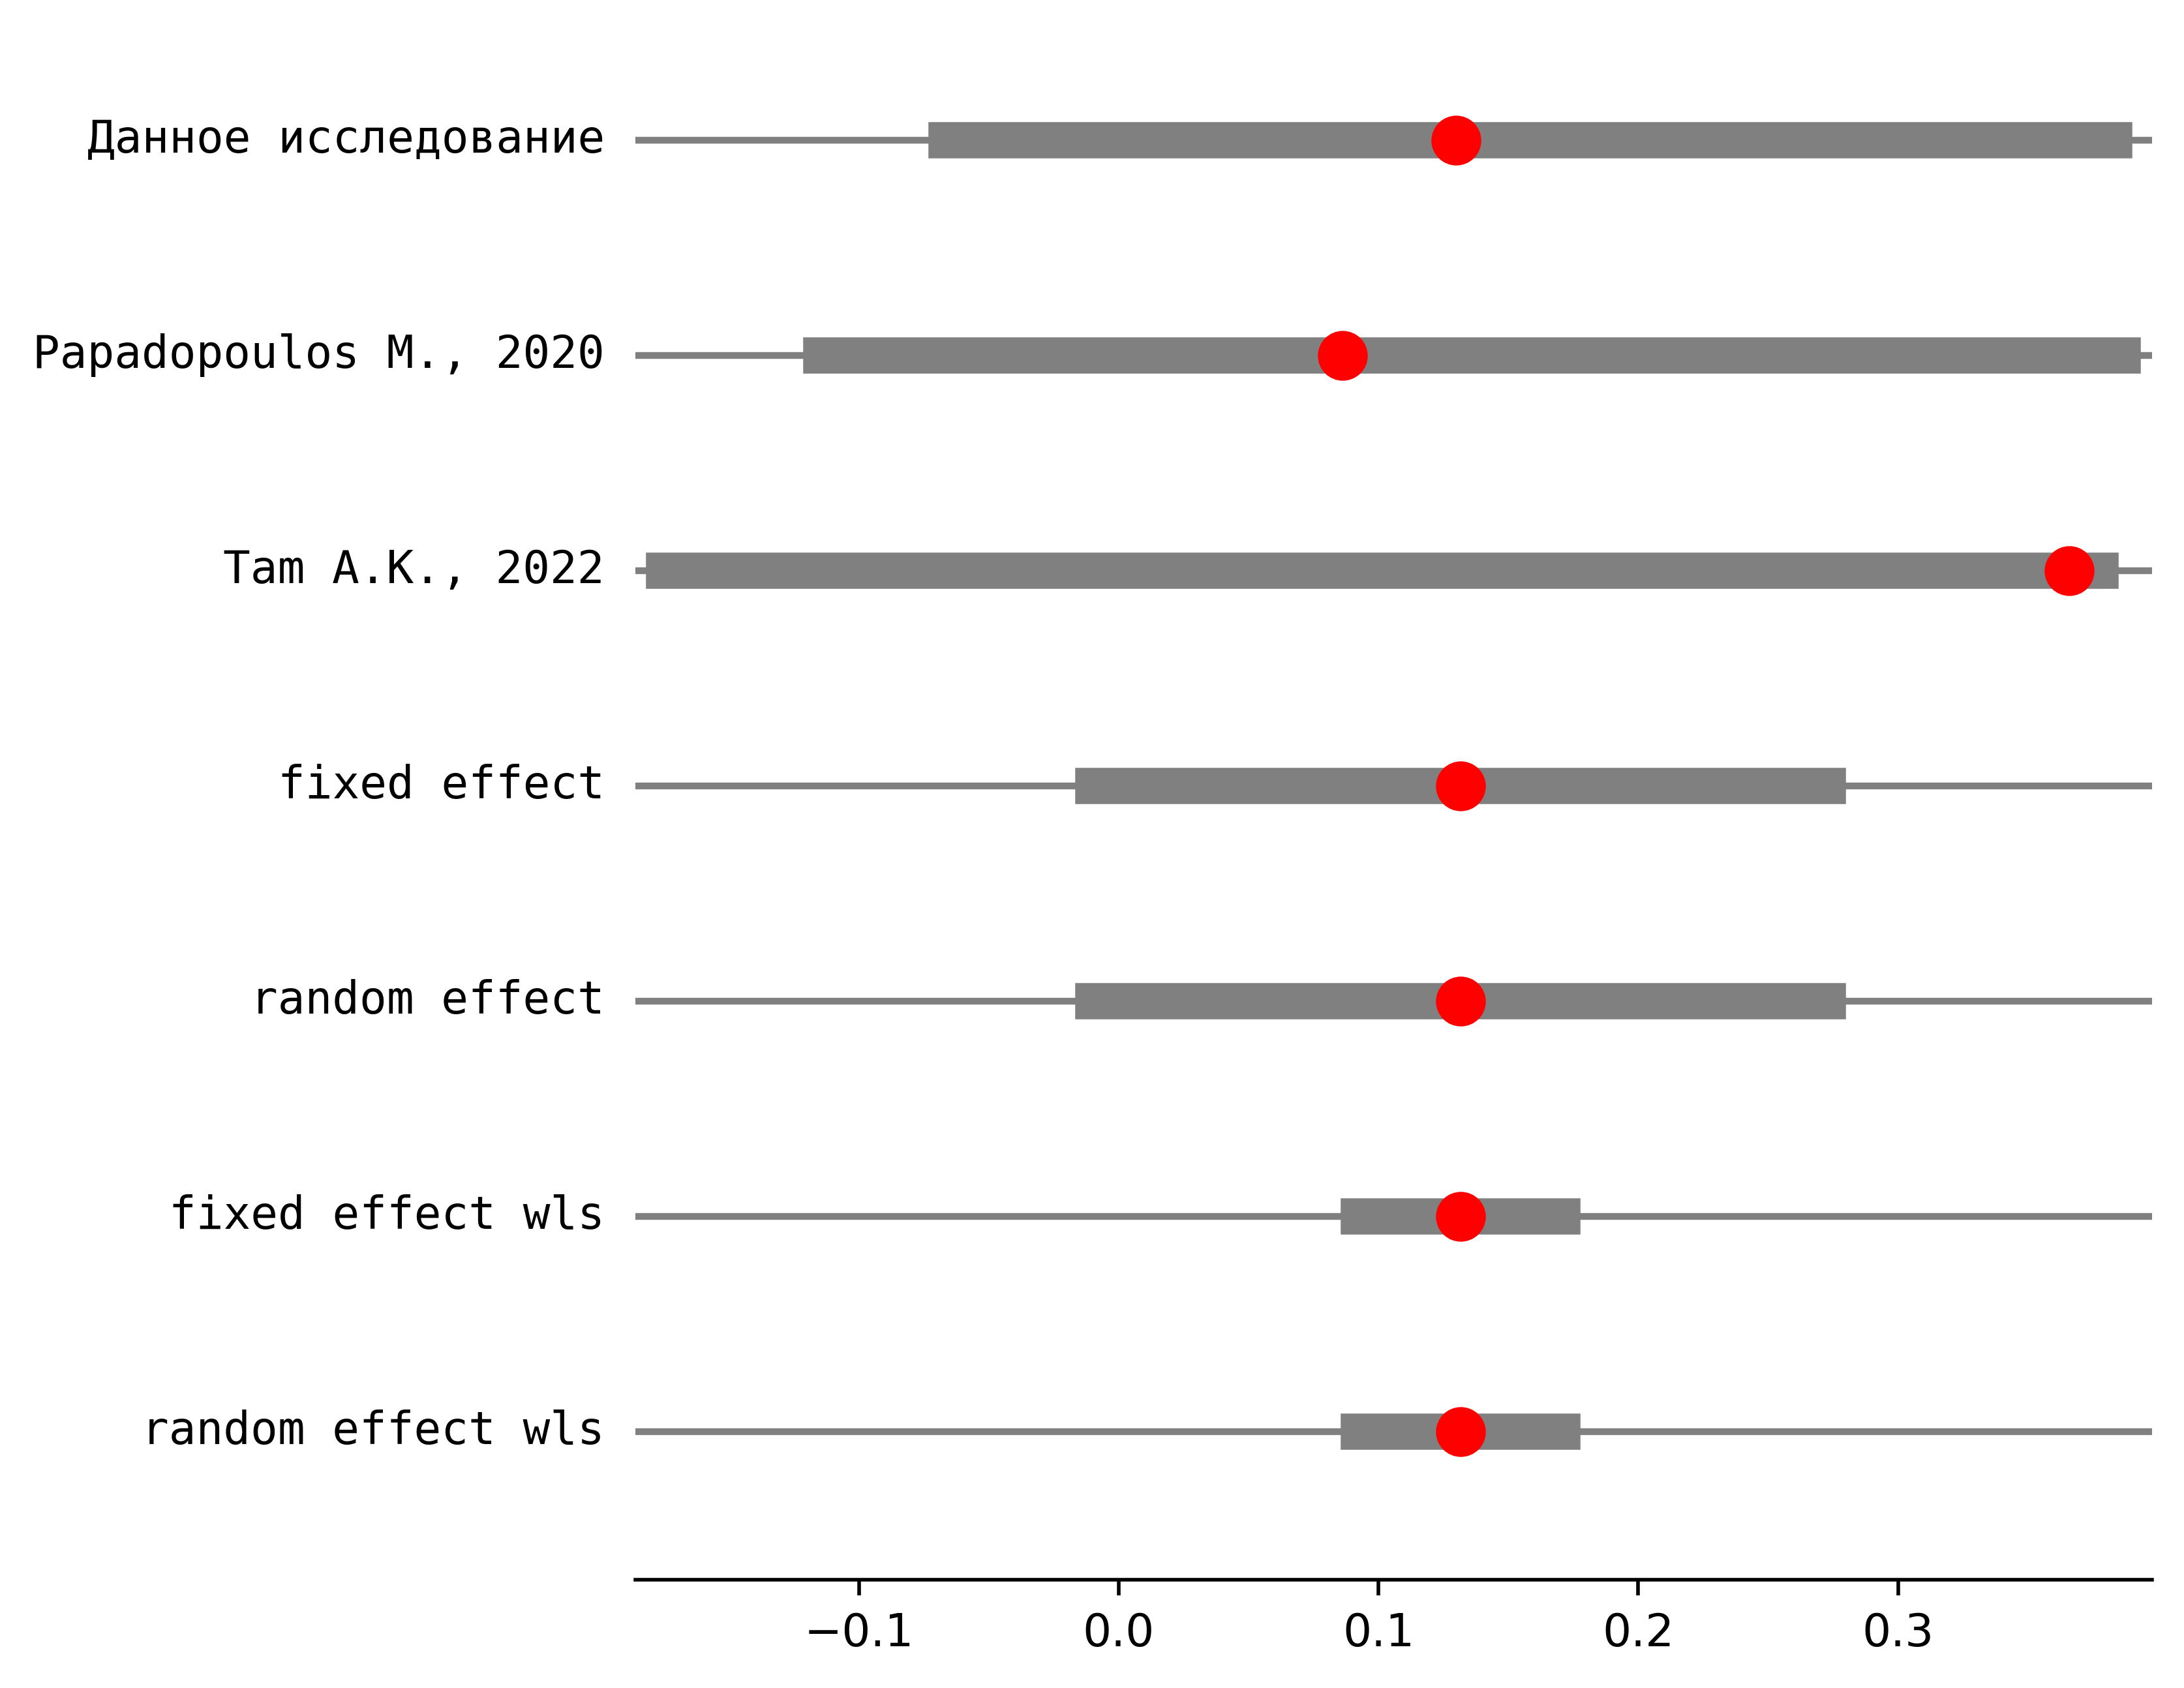 Данное исследование
Papadopoulos M., 2020
Tam A.K., 2022
fixed effect
random effect
fixed effect wls
random effect wls
−0.1 0.0 0.1 0.2 0.3